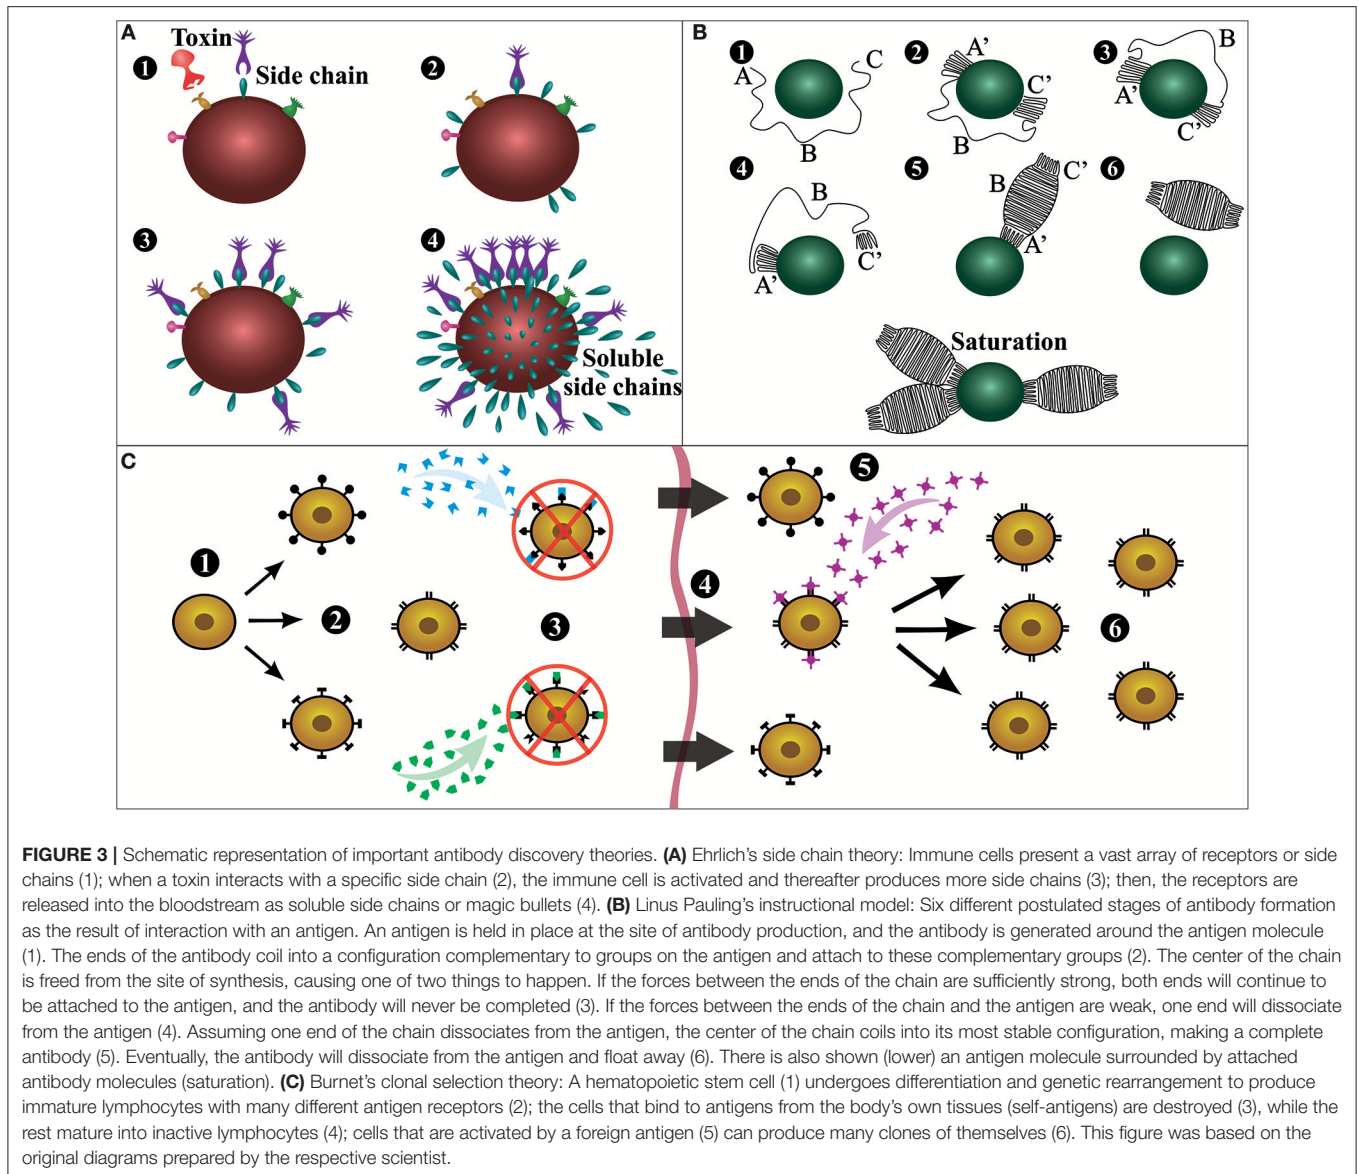 A
Toxin
1
Side chain
2
3
4
Soluble
side chains
B
1
A
C
B
2
A'
C'
B
3
B
A'
C'
4
B
A'
C'
5
B
C'
A'
6
Saturation
C
1
2
3
4
5
6
FIGURE 3 | Schematic representation of important antibody discovery theories. (A) Ehrlich's side chain theory: Immune cells present a vast array of receptors or side
chains (1); when a toxin interacts with a specific side chain (2), the immune cell is activated and thereafter produces more side chains (3); then, the receptors are
released into the bloodstream as soluble side chains or magic bullets (4). (B) Linus Pauling's instructional model: Six different postulated stages of antibody formation
as the result of interaction with an antigen. An antigen is held in place at the site of antibody production, and the antibody is generated around the antigen molecule
(1). The ends of the antibody coil into a configuration complementary to groups on the antigen and attach to these complementary groups (2). The center of the chain
is freed from the site of synthesis, causing one of two things to happen. If the forces between the ends of the chain are sufficiently strong, both ends will continue to
be attached to the antigen, and the antibody will never be completed (3). If the forces between the ends of the chain and the antigen are weak, one end will dissociate
from the antigen (4). Assuming one end of the chain dissociates from the antigen, the center of the chain coils into its most stable configuration, making a complete
antibody (5). Eventually, the antibody will dissociate from the antigen and float away (6). There is also shown (lower) an antigen molecule surrounded by attached
antibody molecules (saturation). (C) Burnet's clonal selection theory: A hematopoietic stem cell (1) undergoes differentiation and genetic rearrangement to produce
immature lymphocytes with many different antigen receptors (2); the cells that bind to antigens from the body's own tissues (self-antigens) are destroyed (3), while the
rest mature into inactive lymphocytes (4); cells that are activated by a foreign antigen (5) can produce many clones of themselves (6). This figure was based on the
original diagrams prepared by the respective scientist.